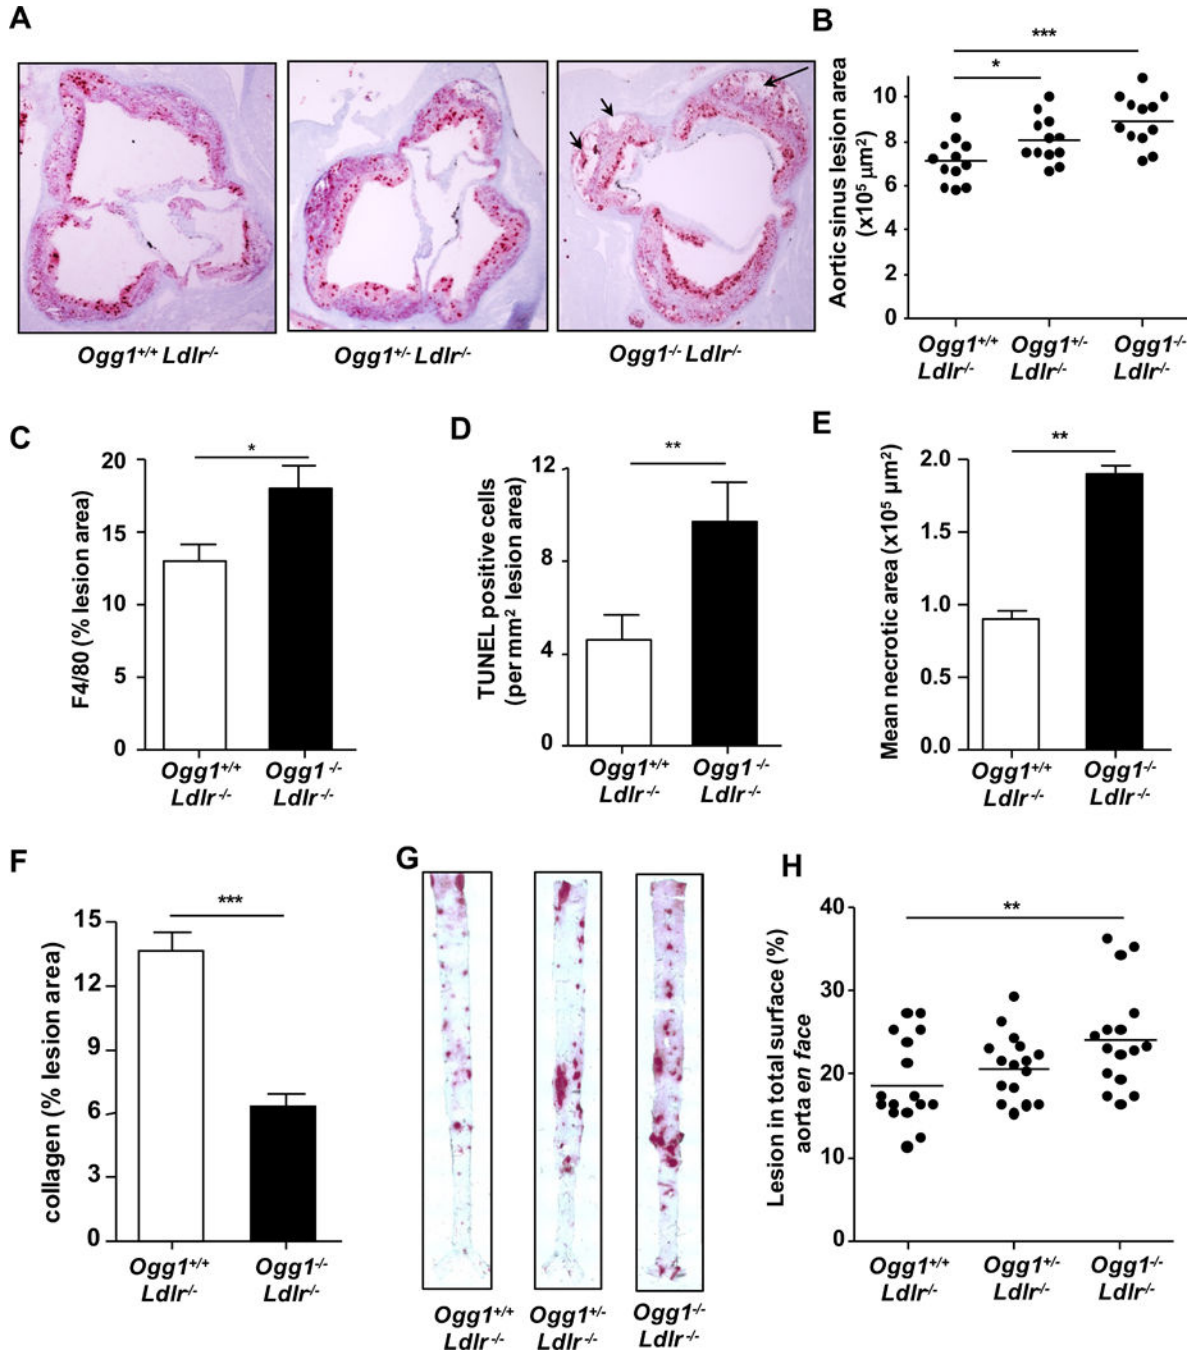 A
Ogg1+/+ Ldlr-/-
Ogg1+/- Ldlr-/-
Ogg1-/- Ldlr-/-
B
Aortic sinus lesion area
(x10⁵ µm²)
***
*
10
8
6
4
2
0
Ogg1+/+ Ogg1+/- Ogg1-/-
Ldlr-/- Ldlr-/- Ldlr-/-
C
F4/80 (% lesion area)
*
20
15
10
5
0
Ogg1+/+ Ogg1-/-
Ldlr-/- Ldlr-/-
D
TUNEL positive cells
(per mm² lesion area)
**
12
8
4
0
Ogg1+/+ Ogg1-/-
Ldlr-/- Ldlr-/-
E
Mean necrotic area (x10⁵ µm²)
**
2.0
1.0
1.0
0.0
Ogg1+/+ Ogg1-/-
Ldlr-/- Ldlr-/-
F
collagen (% lesion area)
***
15
12
9
6
3
0
Ogg1+/+ Ogg1-/-
Ldlr-/- Ldlr-/-
G
Ogg1+/+ Ogg1+/- Ogg1-/-
Ldlr-/- Ldlr-/- Ldlr-/-
H
Lesion in total surface (%)
aorta en face
**
40
30
20
10
0
Ogg1+/+ Ogg1+/- Ogg1-/-
Ldlr-/- Ldlr-/- Ldlr-/-